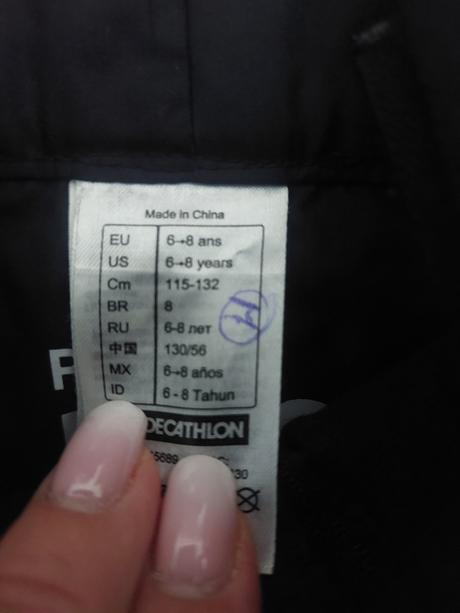 Made in China
EU 6→8 ans
US 6→8 years
Cm 115-132
BR 8
RU 6-8 лет
中国 130/56
MX 6→8 años
ID 6 - 8 Tahun
DECATHLON